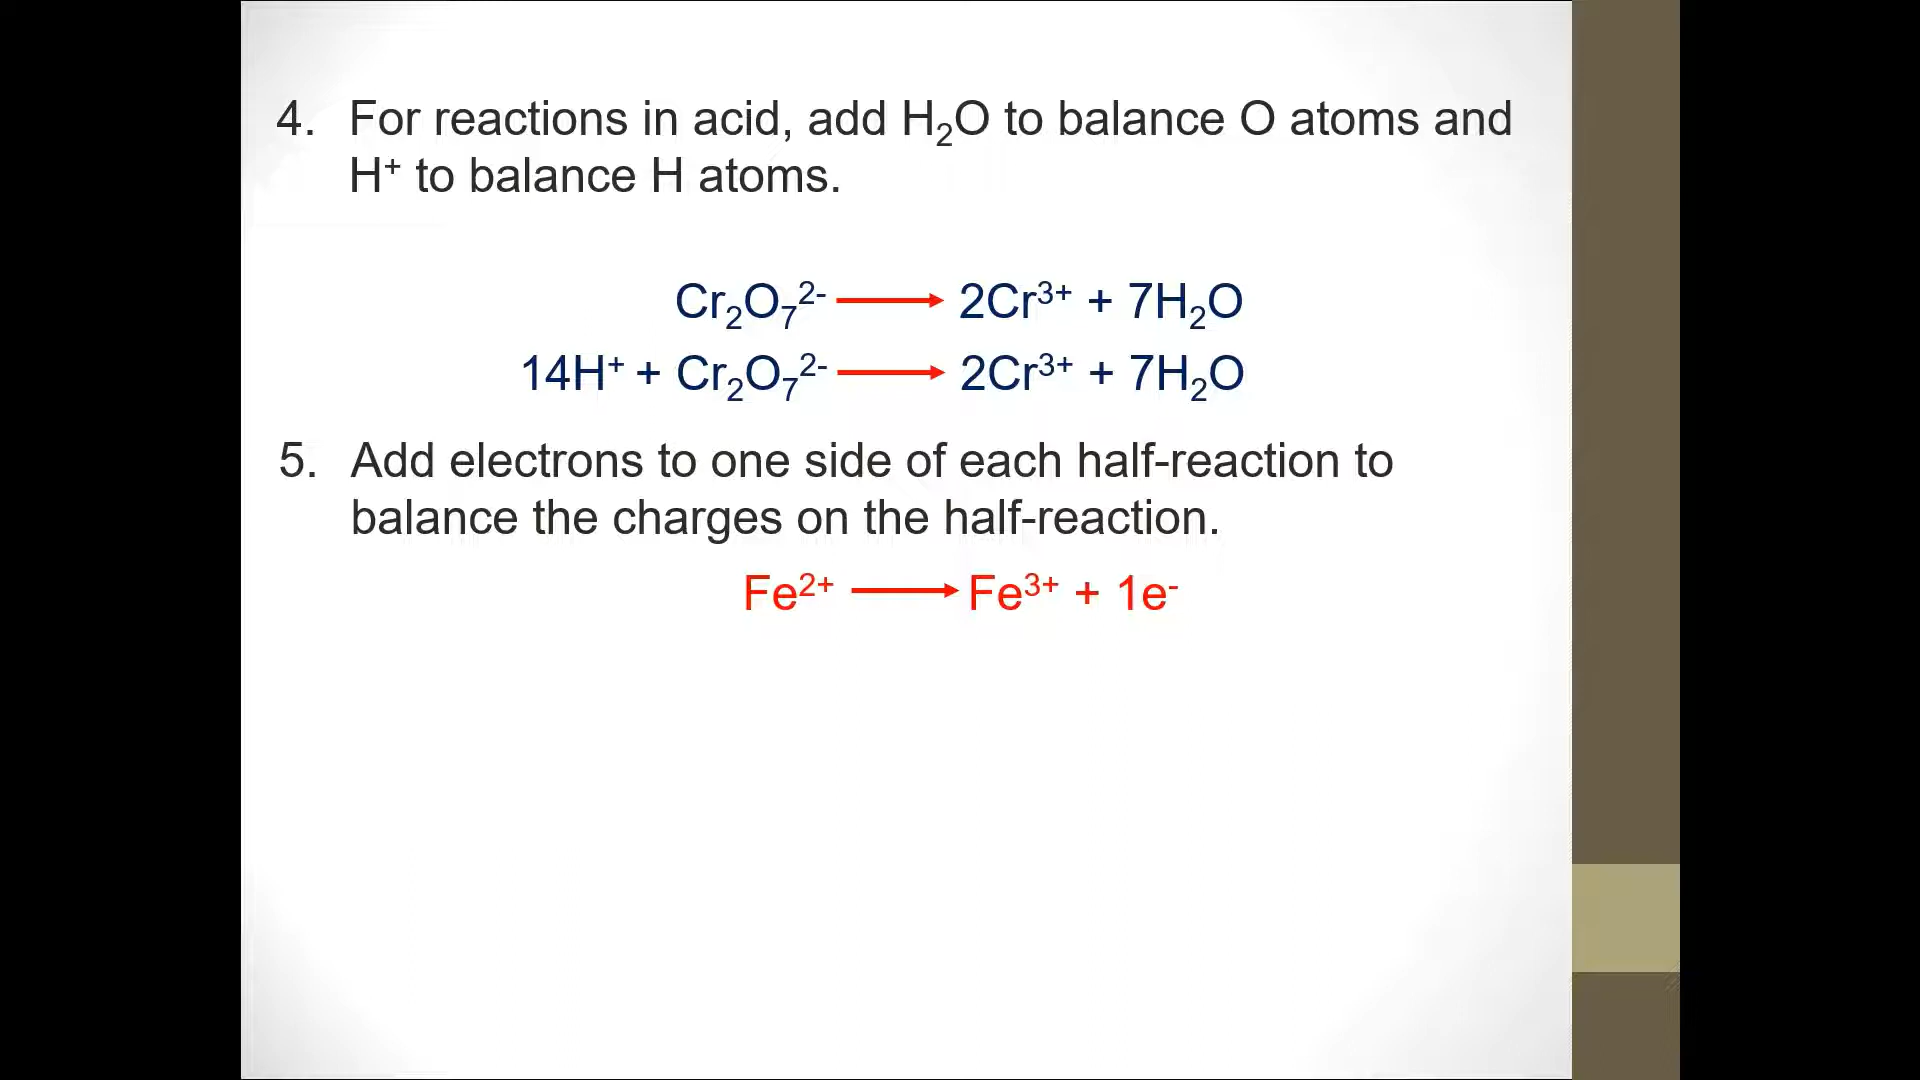 4. For reactions in acid, add H₂O to balance O atoms and
H⁺ to balance H atoms.
Cr₂O₇²⁻ ⟶ 2Cr³⁺ + 7H₂O
14H⁺ + Cr₂O₇²⁻ ⟶ 2Cr³⁺ + 7H₂O
5. Add electrons to one side of each half-reaction to
balance the charges on the half-reaction.
Fe²⁺ ⟶ Fe³⁺ + 1e⁻